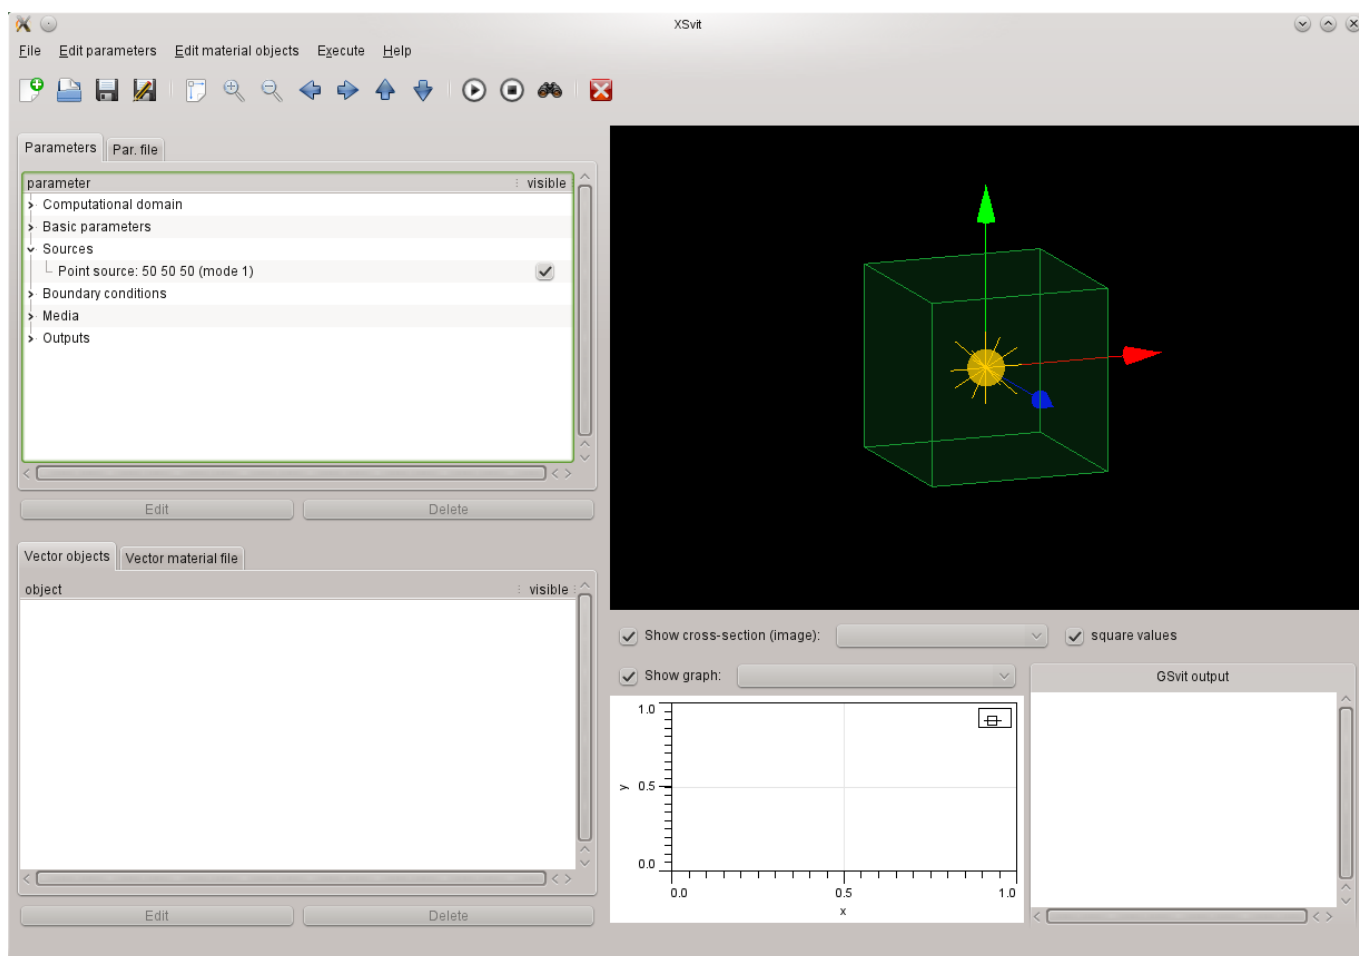 XSvit
File Edit parameters Edit material objects Execute Help
Parameters Par. file
parameter visible
Computational domain
Basic parameters
Sources
Point source: 50 50 50 (mode 1)
Boundary conditions
Media
Outputs
Edit Delete
Vector objects Vector material file
object visible
Edit Delete
Show cross-section (image): square values
Show graph:
1.0
y 0.5
0.0
0.0 0.5 1.0
x
GSvit output